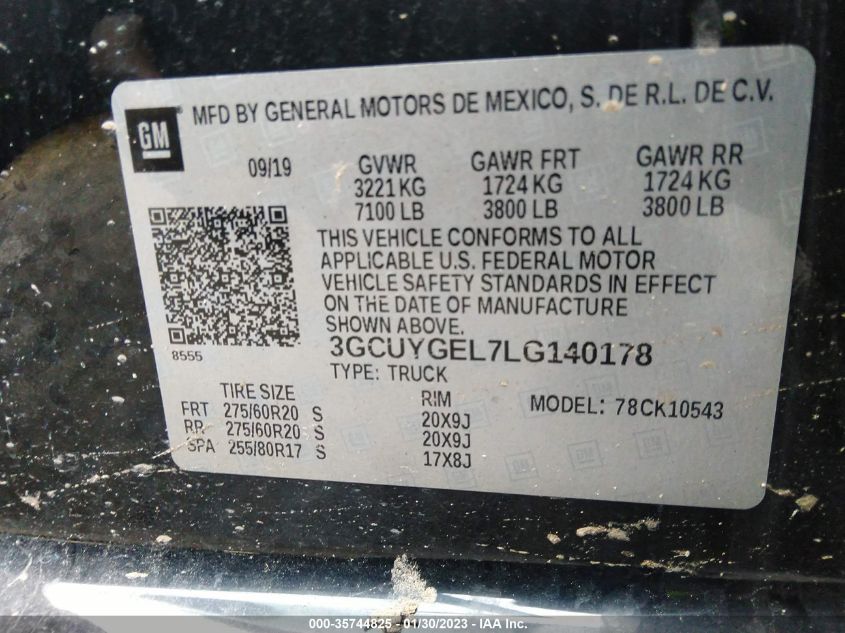 GM
MFD BY GENERAL MOTORS DE MEXICO, S. DE R.L. DE C.V.
09/19 GVWR GAWR FRT GAWR RR
3221 KG 1724 KG 1724 KG
7100 LB 3800 LB 3800 LB
THIS VEHICLE CONFORMS TO ALL
APPLICABLE U.S. FEDERAL MOTOR
VEHICLE SAFETY STANDARDS IN EFFECT
ON THE DATE OF MANUFACTURE
SHOWN ABOVE.
8555
3GCUYGEL7LG140178
TYPE: TRUCK
TIRE SIZE RIM MODEL: 78CK10543
FRT 275/60R20 S 20X9J
RR 275/60R20 S 20X9J
SPA 255/80R17 S 17X8J
000-35744825 - 01/30/2023 - IAA Inc.